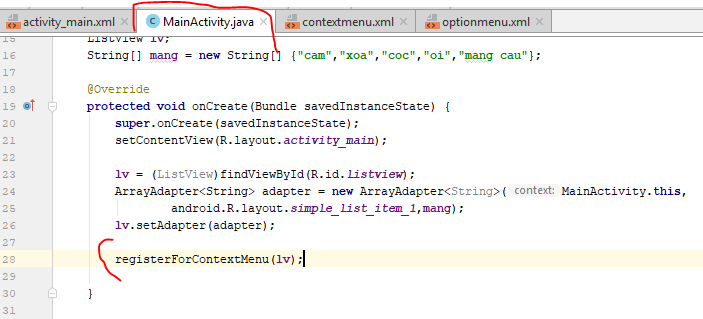 activity_main.xml MainActivity.java contextmenu.xml optionmenu.xml
15 ListView lv;
16 String[] mang = new String[] {"cam","xoa","coc","oi","mang cau"};
17
18 @Override
19 protected void onCreate(Bundle savedInstanceState) {
20 super.onCreate(savedInstanceState);
21 setContentView(R.layout.activity_main);
22
23 lv = (ListView)findViewById(R.id.listview);
24 ArrayAdapter<String> adapter = new ArrayAdapter<String>( context: MainActivity.this,
25 android.R.layout.simple_list_item_1,mang);
26 lv.setAdapter(adapter);
27
28 registerForContextMenu(lv);
29
30 }
31